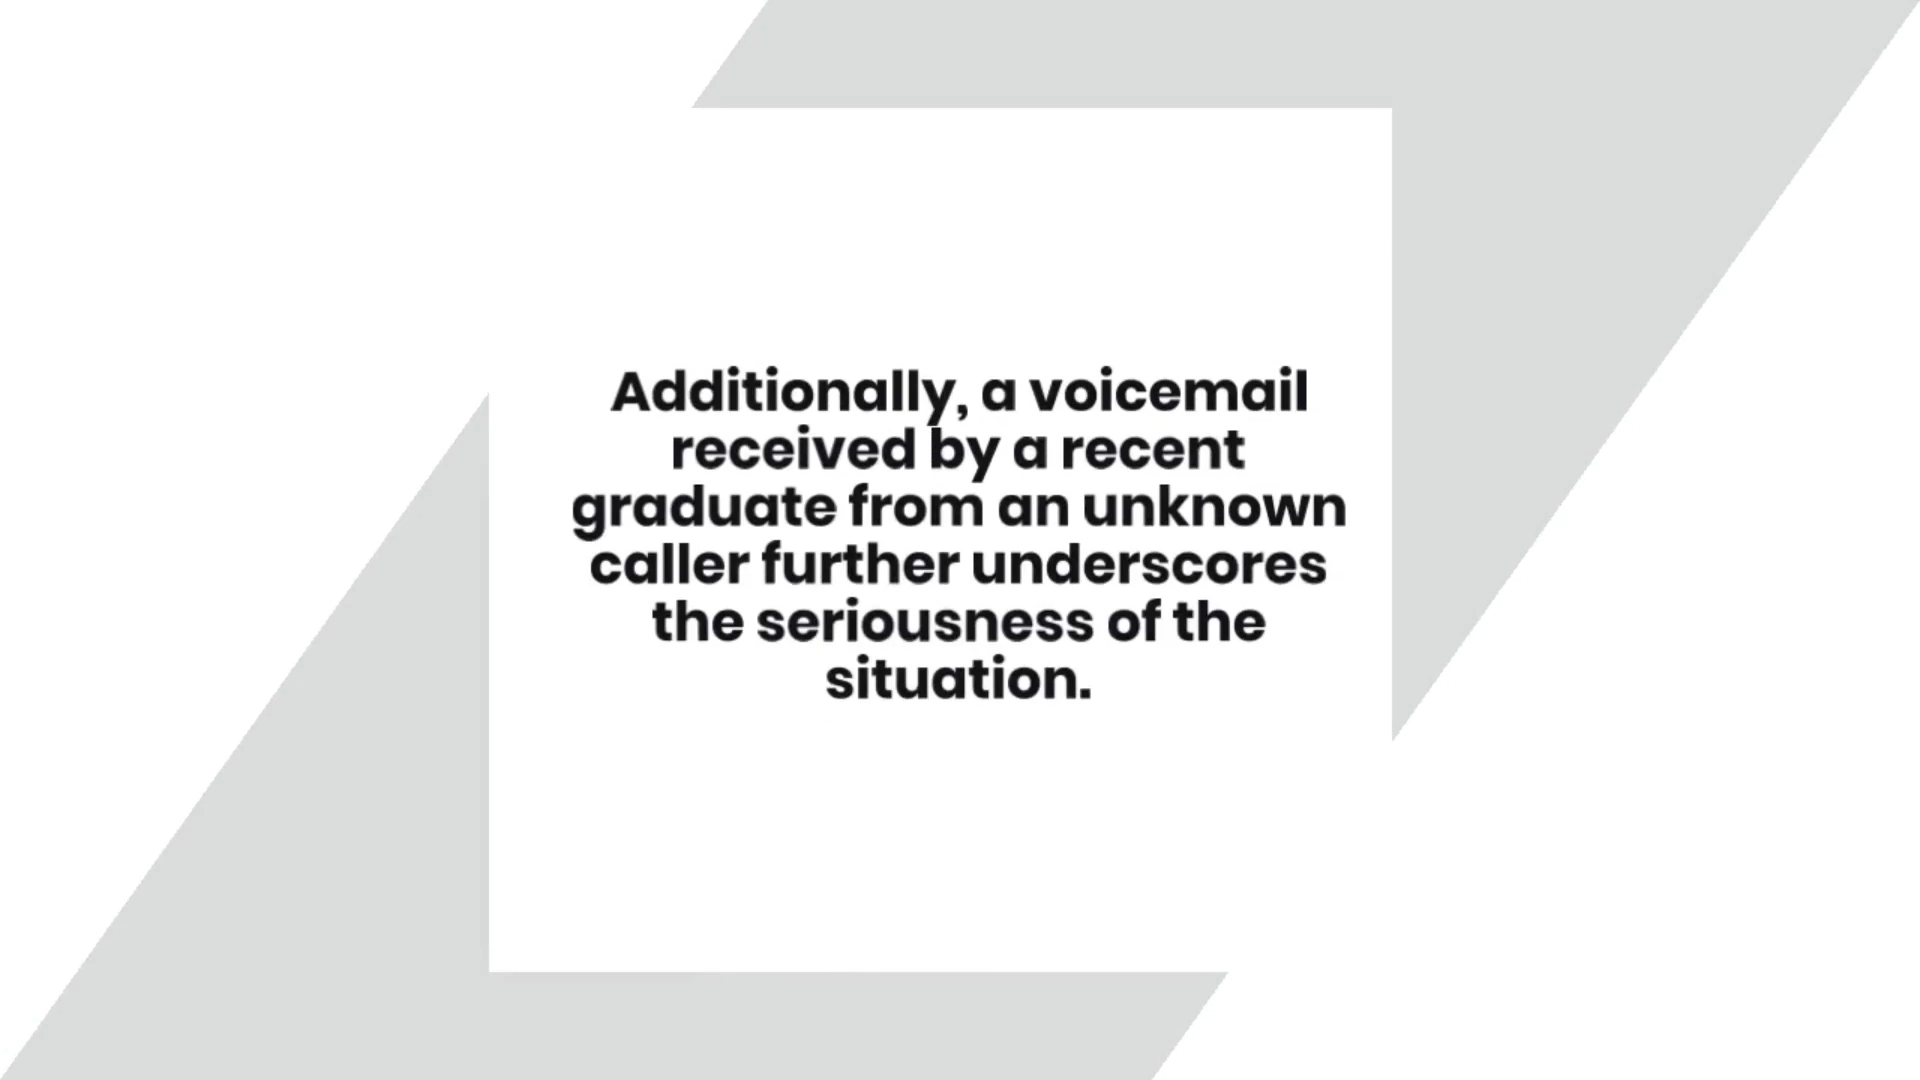 Additionally, a voicemail
received by a recent
graduate from an unknown
caller further underscores
the seriousness of the
situation.